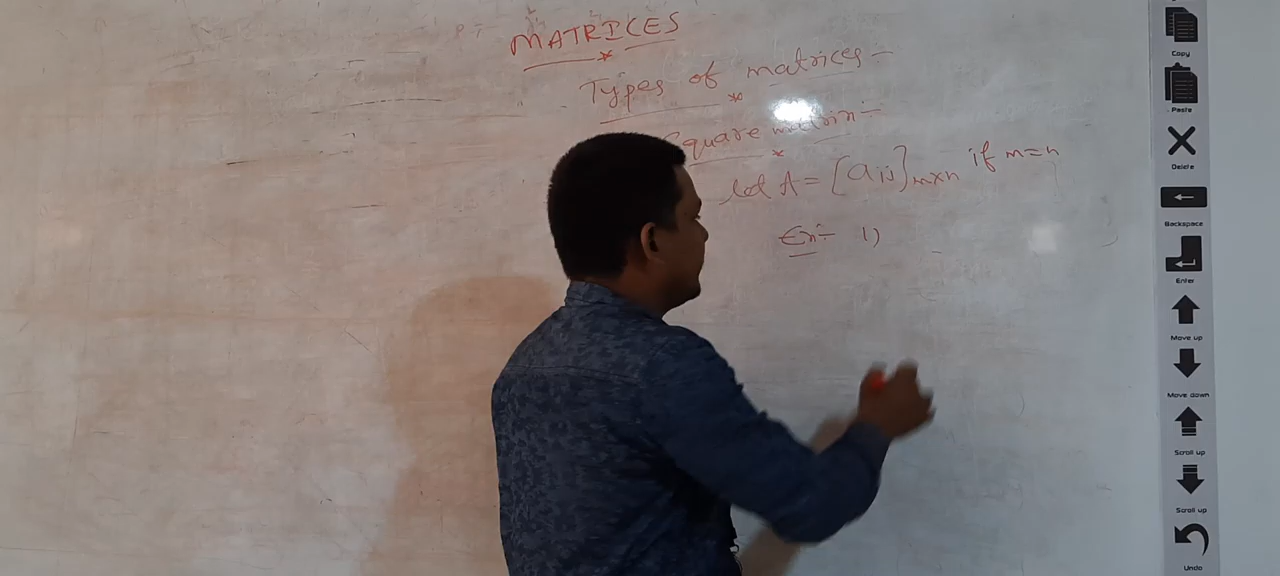 MATRICES
Types of matrices:-
Square matrix:-
let A = [aij]m×n if m=n
Ex:- 1)
Copy
Paste
Delete
Backspace
Enter
Move up
Move down
Scroll up
Scroll up
Undo